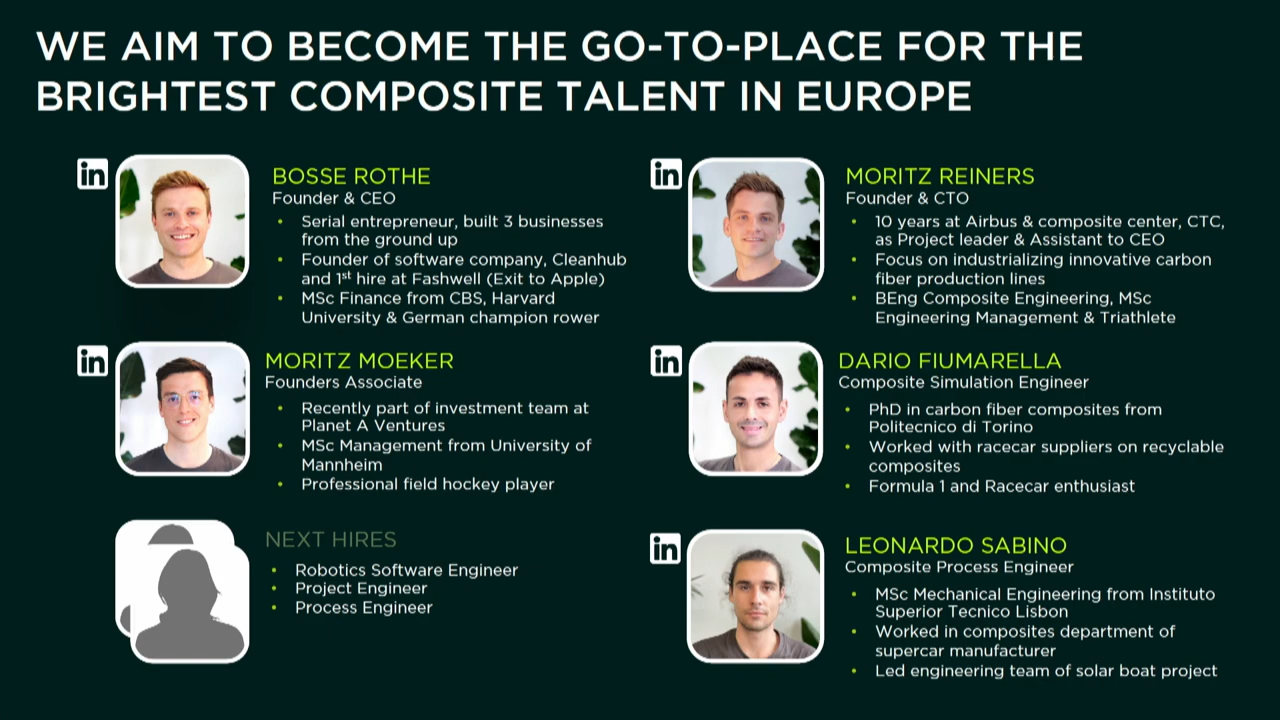 WE AIM TO BECOME THE GO-TO-PLACE FOR THE
BRIGHTEST COMPOSITE TALENT IN EUROPE
in
BOSSE ROTHE
Founder & CEO
• Serial entrepreneur, built 3 businesses
from the ground up
• Founder of software company, Cleanhub
and 1st hire at Fashwell (Exit to Apple)
• MSc Finance from CBS, Harvard
University & German champion rower
in
MORITZ REINERS
Founder & CTO
• 10 years at Airbus & composite center, CTC,
as Project leader & Assistant to CEO
• Focus on industrializing innovative carbon
fiber production lines
• BEng Composite Engineering, MSc
Engineering Management & Triathlete
in
MORITZ MOEKER
Founders Associate
• Recently part of investment team at
Planet A Ventures
• MSc Management from University of
Mannheim
• Professional field hockey player
in
DARIO FIUMARELLA
Composite Simulation Engineer
• PhD in carbon fiber composites from
Politecnico di Torino
• Worked with racecar suppliers on recyclable
composites
• Formula 1 and Racecar enthusiast
NEXT HIRES
• Robotics Software Engineer
• Project Engineer
• Process Engineer
in
LEONARDO SABINO
Composite Process Engineer
• MSc Mechanical Engineering from Instituto
Superior Tecnico Lisbon
• Worked in composites department of
supercar manufacturer
• Led engineering team of solar boat project